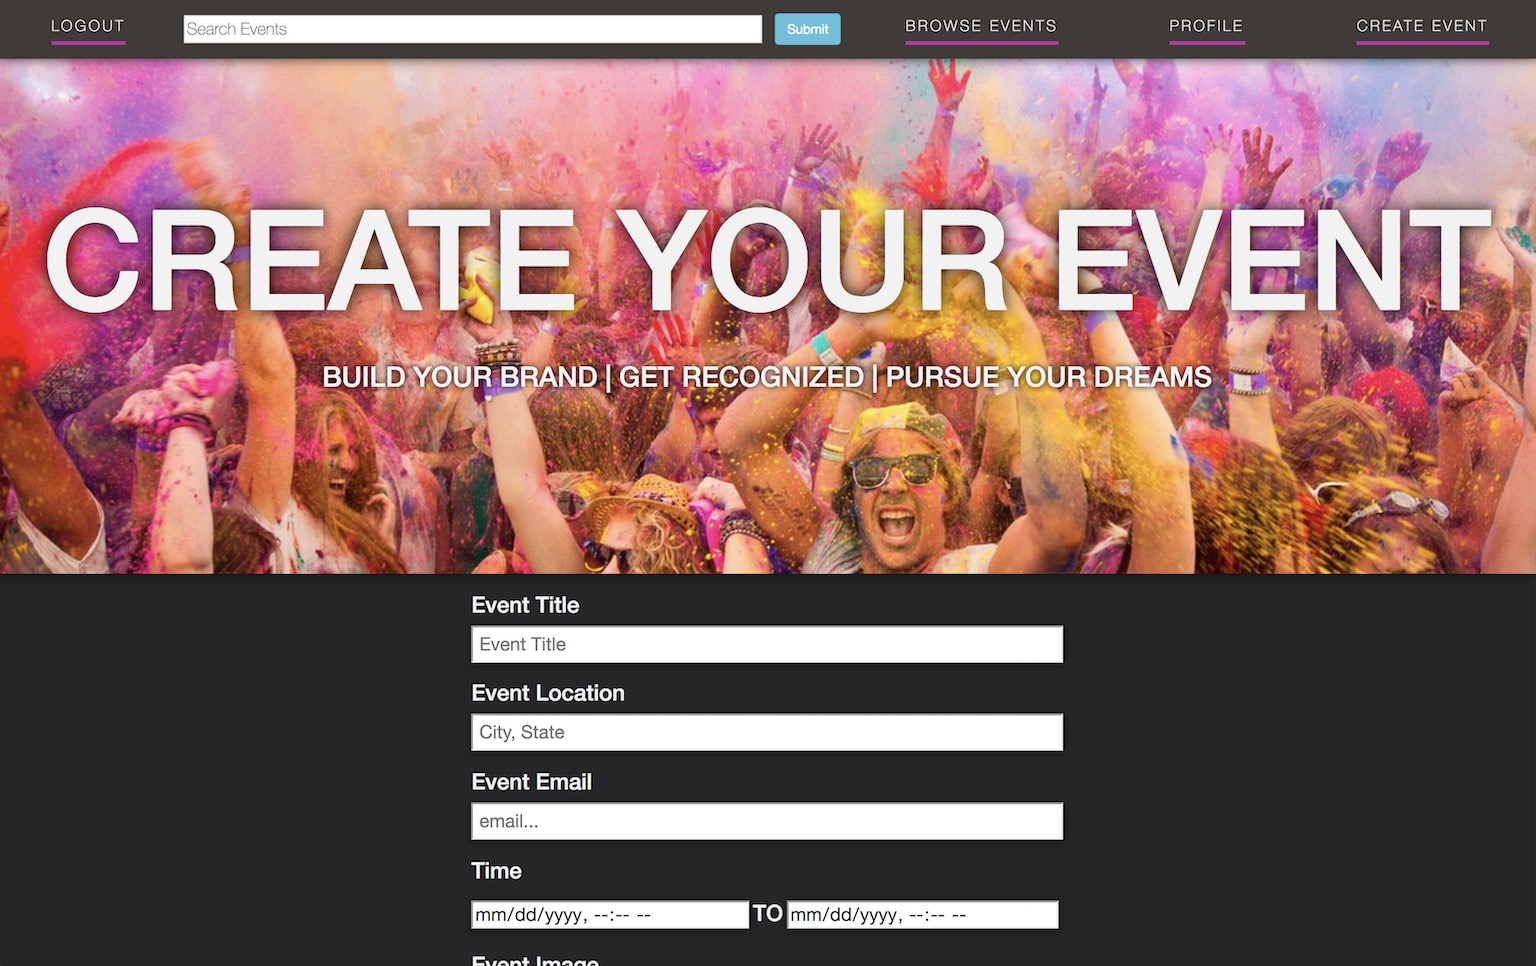 LOGOUT
Search Events
Submit
BROWSE EVENTS
PROFILE
CREATE EVENT
CREATE YOUR EVENT
BUILD YOUR BRAND | GET RECOGNIZED | PURSUE YOUR DREAMS
Event Title
Event Title
Event Location
City, State
Event Email
email...
Time
mm/dd/yyyy, --:-- -- TO mm/dd/yyyy, --:-- --
Event Image